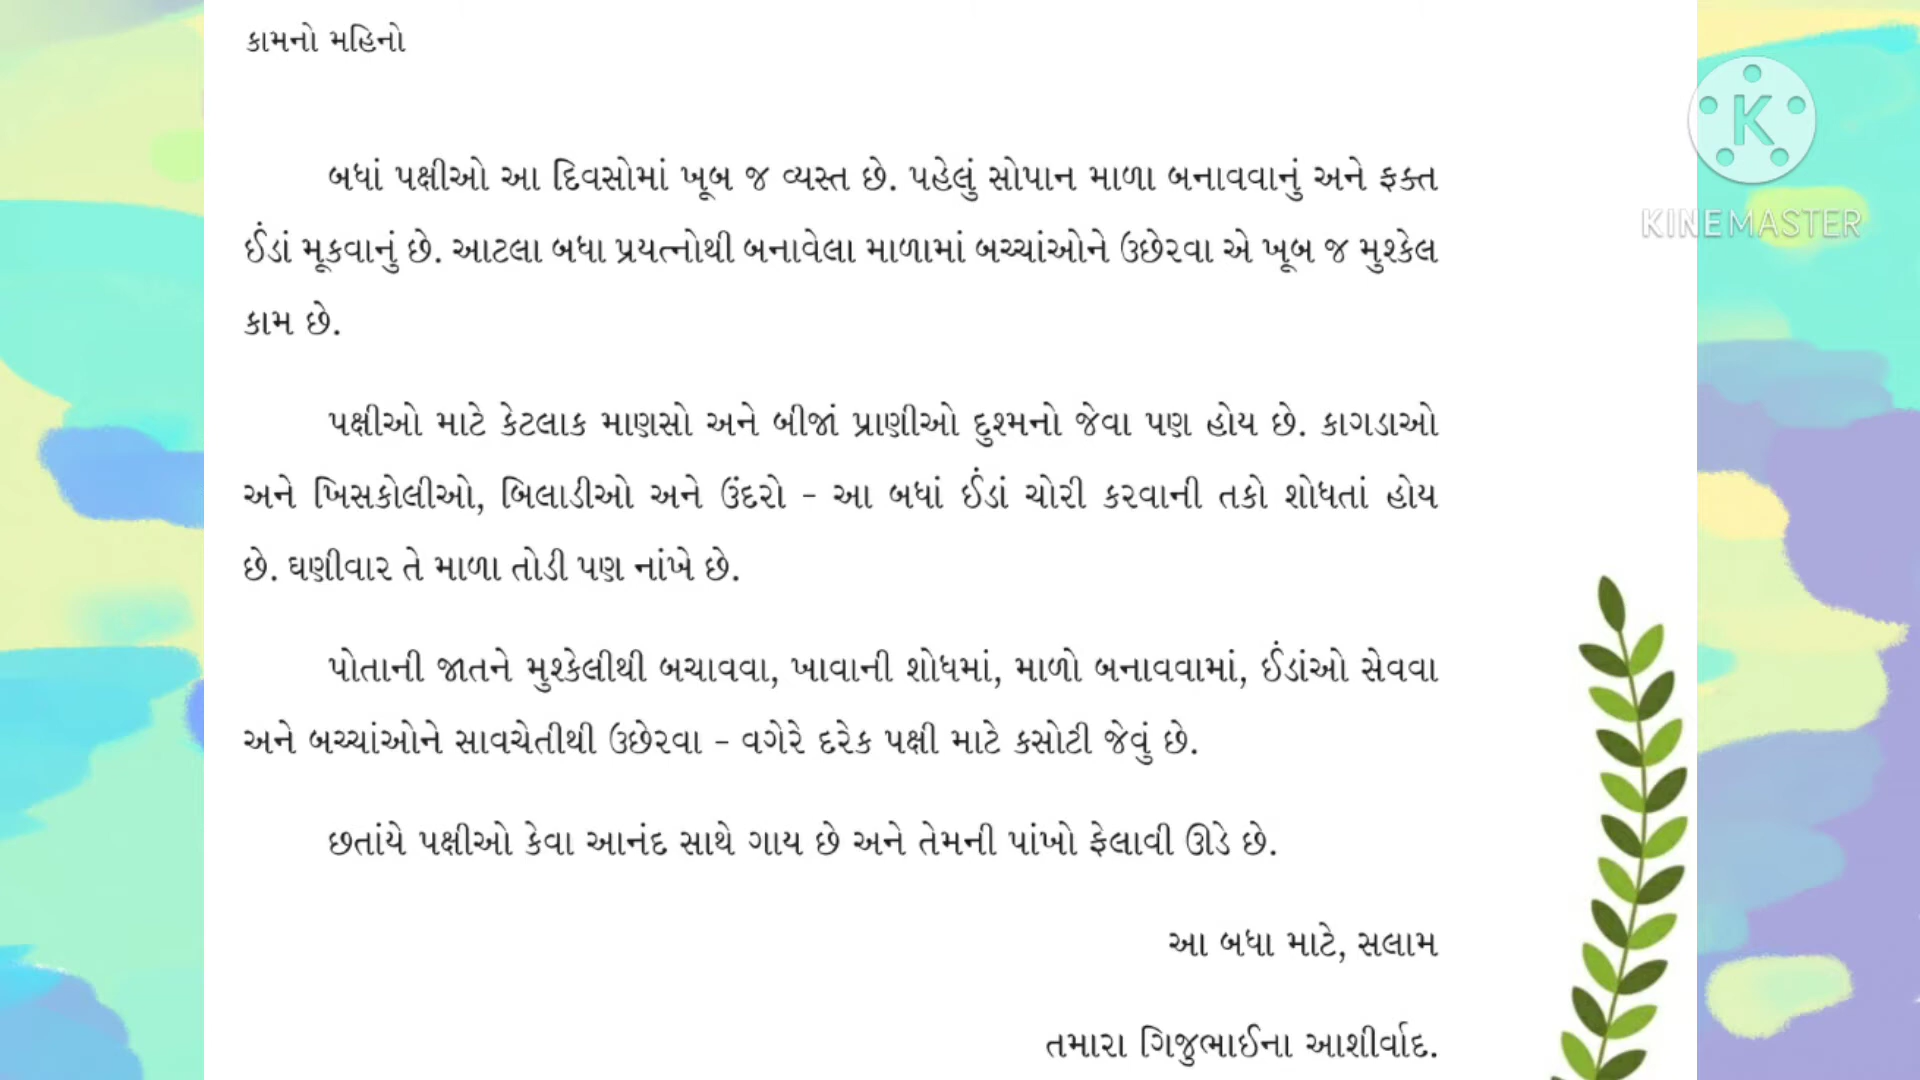 કામનો મહિનો
બધાં પક્ષીઓ આ દિવસોમાં ખૂબ જ વ્યસ્ત છે. પહેલું સોપાન માળા બનાવવાનું અને ફક્ત
ઈંડાં મૂકવાનું છે. આટલા બધા પ્રયત્નોથી બનાવેલા માળામાં બચ્ચાંઓને ઉછેરવા એ ખૂબ જ મુશ્કેલ
કામ છે.
પક્ષીઓ માટે કેટલાક માણસો અને બીજાં પ્રાણીઓ દુશ્મનો જેવા પણ હોય છે. કાગડાઓ
અને ખિસકોલીઓ, બિલાડીઓ અને ઉંદરો - આ બધાં ઈંડાં ચોરી કરવાની તકો શોધતાં હોય
છે. ઘણીવાર તે માળા તોડી પણ નાંખે છે.
પોતાની જાતને મુશ્કેલીથી બચાવવા, ખાવાની શોધમાં, માળો બનાવવામાં, ઈંડાંઓ સેવવા
અને બચ્ચાંઓને સાવચેતીથી ઉછેરવા - વગેરે દરેક પક્ષી માટે કસોટી જેવું છે.
છતાંયે પક્ષીઓ કેવા આનંદ સાથે ગાય છે અને તેમની પાંખો ફેલાવી ઊડે છે.
આ બધા માટે, સલામ
તમારા ગિજુભાઈના આશીર્વાદ.
K
KINEMASTER